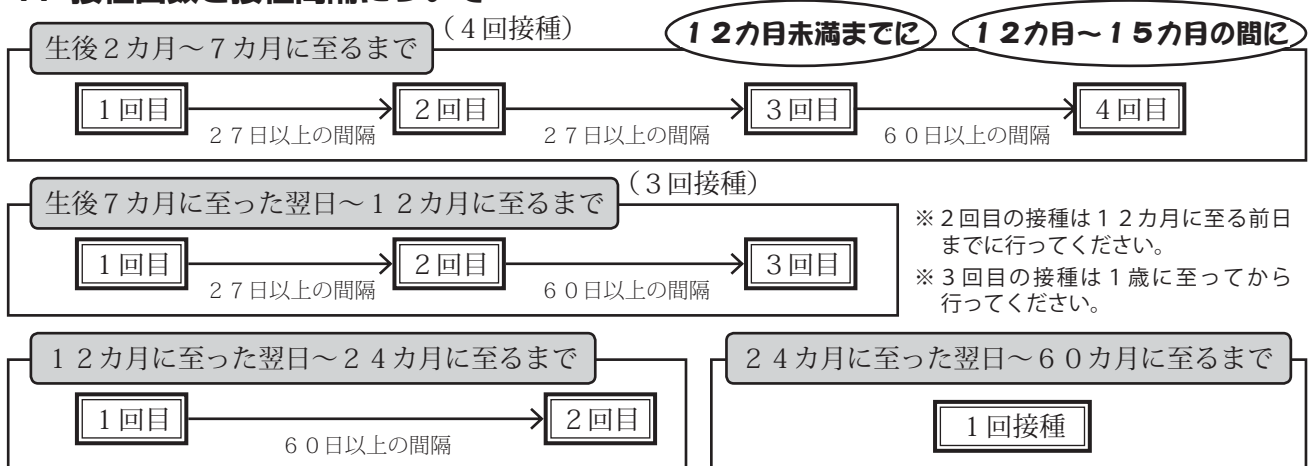 生後2カ月～7カ月に至るまで
（4回接種）
12カ月未満までに
12カ月～15カ月の間に
1回目
2回目
3回目
4回目
27日以上の間隔
27日以上の間隔
60日以上の間隔
生後7カ月に至った翌日～12カ月に至るまで
（3回接種）
1回目
2回目
3回目
27日以上の間隔
60日以上の間隔
※2回目の接種は12カ月に至る前日
までに行ってください。
※3回目の接種は1歳に至ってから
行ってください。
12カ月に至った翌日～24カ月に至るまで
1回目
2回目
60日以上の間隔
24カ月に至った翌日～60カ月に至るまで
1回接種